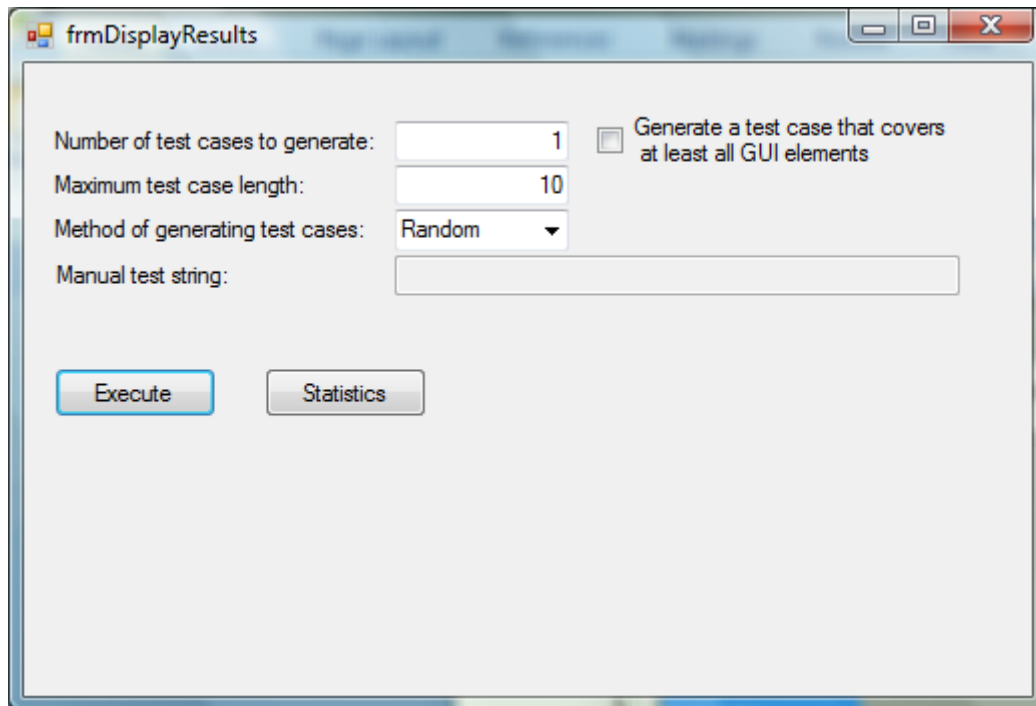 frmDisplayResults
Number of test cases to generate:
1
Generate a test case that covers
at least all GUI elements
Maximum test case length:
10
Method of generating test cases:
Random
Manual test string:
Execute
Statistics